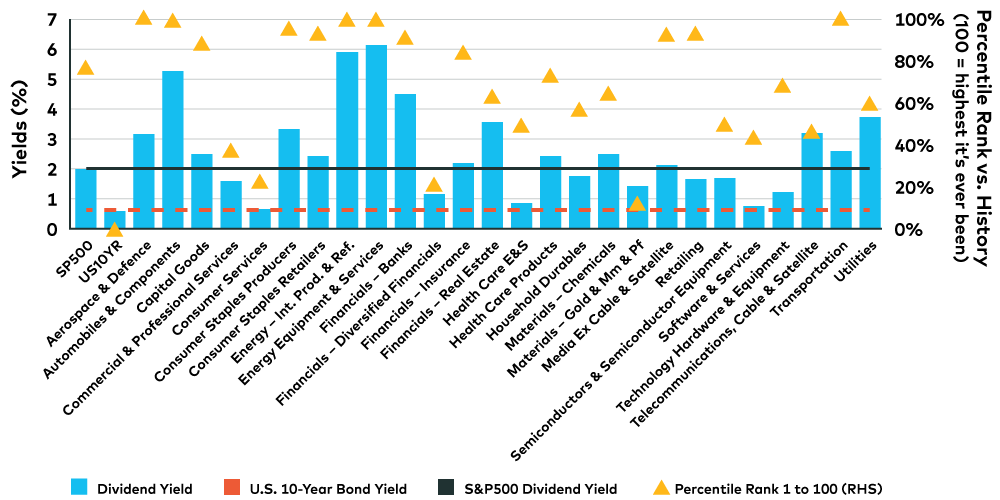 Yields (%)
7
6
5
4
3
2
1
0
100%
80%
60%
40%
20%
0%
Percentile Rank vs. History
(100 = highest it's ever been)
SP500
US10YR
Aerospace & Defence
Automobiles & Components
Capital Goods
Commercial & Professional Services
Consumer Services
Consumer Staples Producers
Consumer Staples Retailers
Energy – Int. Prod. & Ref.
Energy Equipment & Services
Financials – Banks
Financials – Diversified Financials
Financials – Insurance
Financials – Real Estate
Health Care E&S
Health Care Products
Household Durables
Materials – Chemicals
Materials – Gold & Mm & Pf
Media Ex Cable & Satellite
Retailing
Semiconductors & Semiconductor Equipment
Software & Services
Technology Hardware & Equipment
Telecommunications, Cable & Satellite
Transportation
Utilities
Dividend Yield
U.S. 10-Year Bond Yield
S&P500 Dividend Yield
Percentile Rank 1 to 100 (RHS)